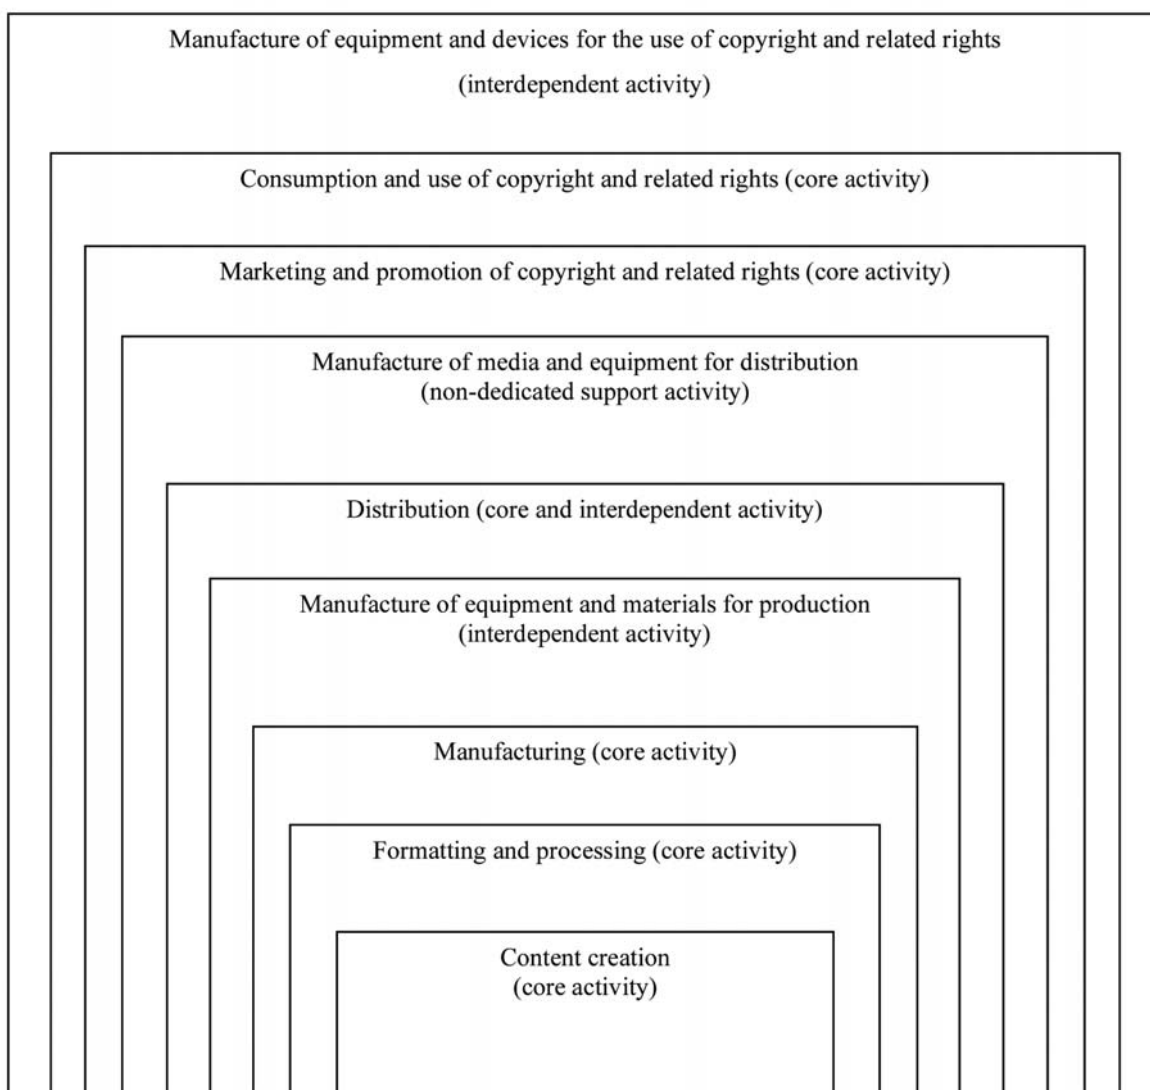 Manufacture of equipment and devices for the use of copyright and related rights
(interdependent activity)
Consumption and use of copyright and related rights (core activity)
Marketing and promotion of copyright and related rights (core activity)
Manufacture of media and equipment for distribution
(non-dedicated support activity)
Distribution (core and interdependent activity)
Manufacture of equipment and materials for production
(interdependent activity)
Manufacturing (core activity)
Formatting and processing (core activity)
Content creation
(core activity)